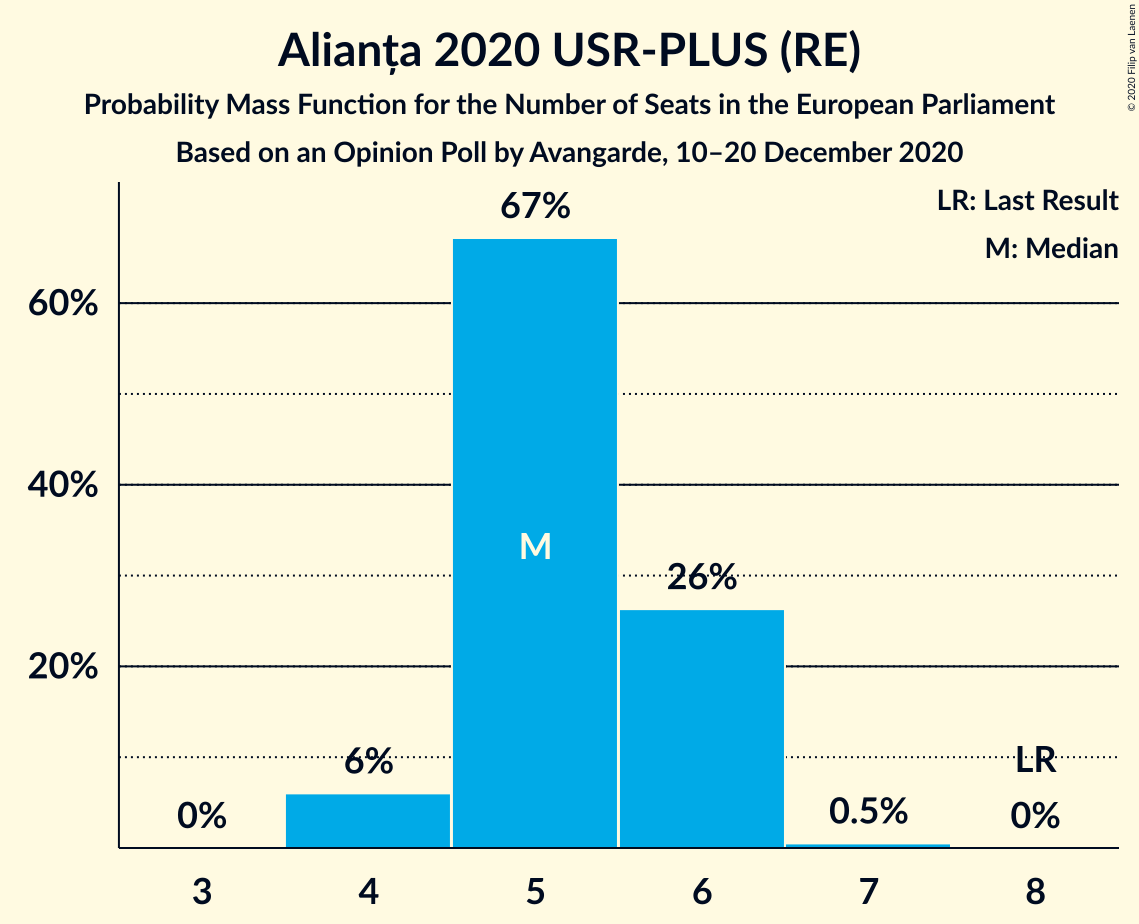 Alianța 2020 USR-PLUS (RE)
Probability Mass Function for the Number of Seats in the European Parliament
Based on an Opinion Poll by Avangarde, 10–20 December 2020
© 2020 Filip van Laenen
LR: Last Result
M: Median
67%
60%
40%
M
26%
20%
6%
LR
0%
0.5%
0%
3 4 5 6 7 8